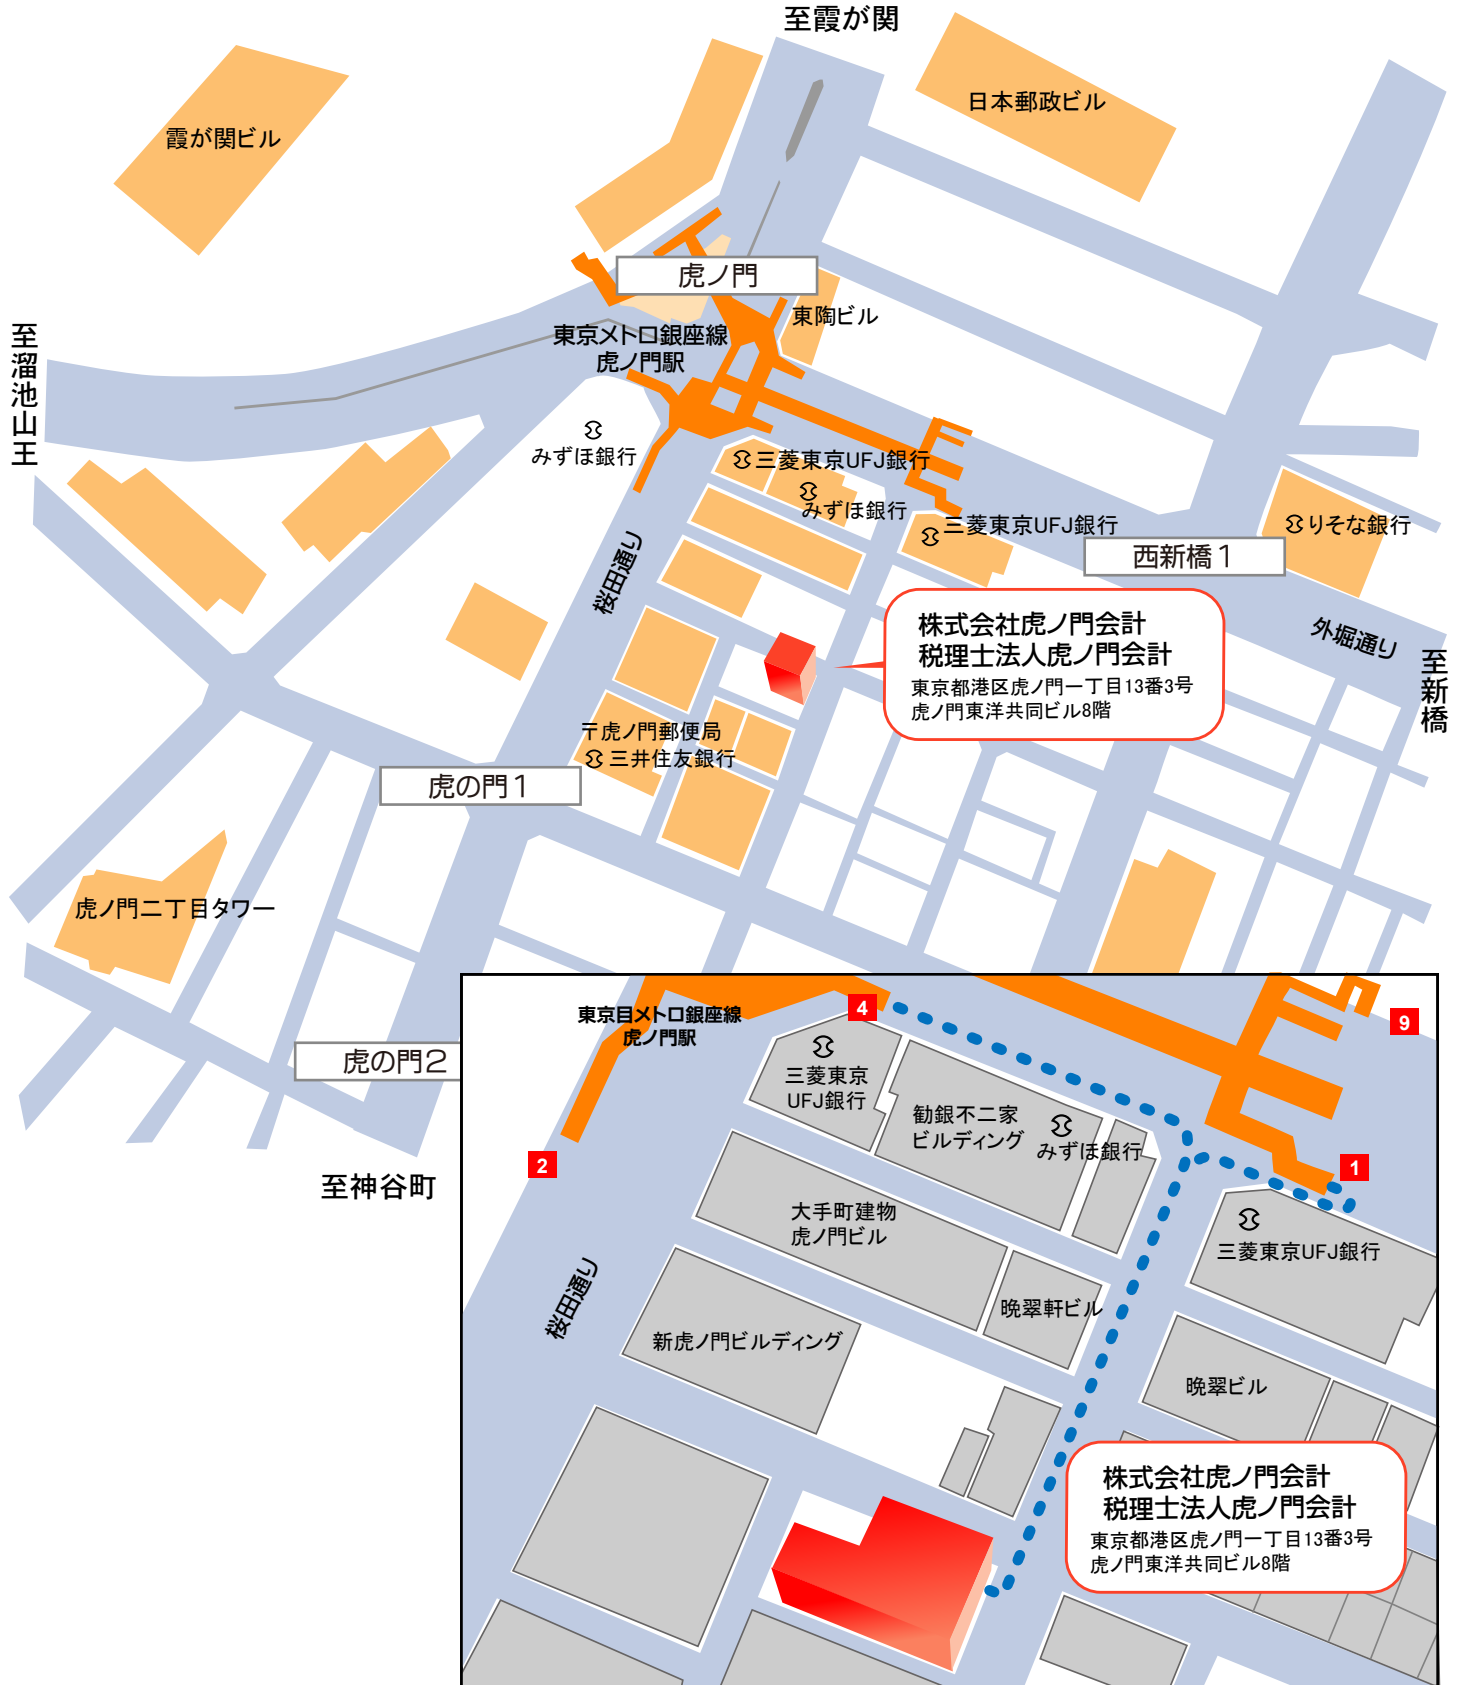 至霞が関
日本郵政ビル
霞が関ビル
虎ノ門
東陶ビル
東京メトロ銀座線
虎ノ門駅
至溜池山王
みずほ銀行
三菱東京UFJ銀行
みずほ銀行
三菱東京UFJ銀行
りそな銀行
西新橋1
桜田通り
株式会社虎ノ門会計
税理士法人虎ノ門会計
東京都港区虎ノ門一丁目13番3号
虎ノ門東洋共同ビル8階
外堀通り
至新橋
〒虎ノ門郵便局
三井住友銀行
虎の門1
虎ノ門二丁目タワー
虎の門2
至神谷町
東京目メトロ銀座線
虎ノ門駅
4
9
三菱東京
UFJ銀行
勧銀不二家
ビルディング
みずほ銀行
2
1
大手町建物
虎ノ門ビル
三菱東京UFJ銀行
桜田通り
晩翠軒ビル
新虎ノ門ビルディング
晩翠ビル
株式会社虎ノ門会計
税理士法人虎ノ門会計
東京都港区虎ノ門一丁目13番3号
虎ノ門東洋共同ビル8階